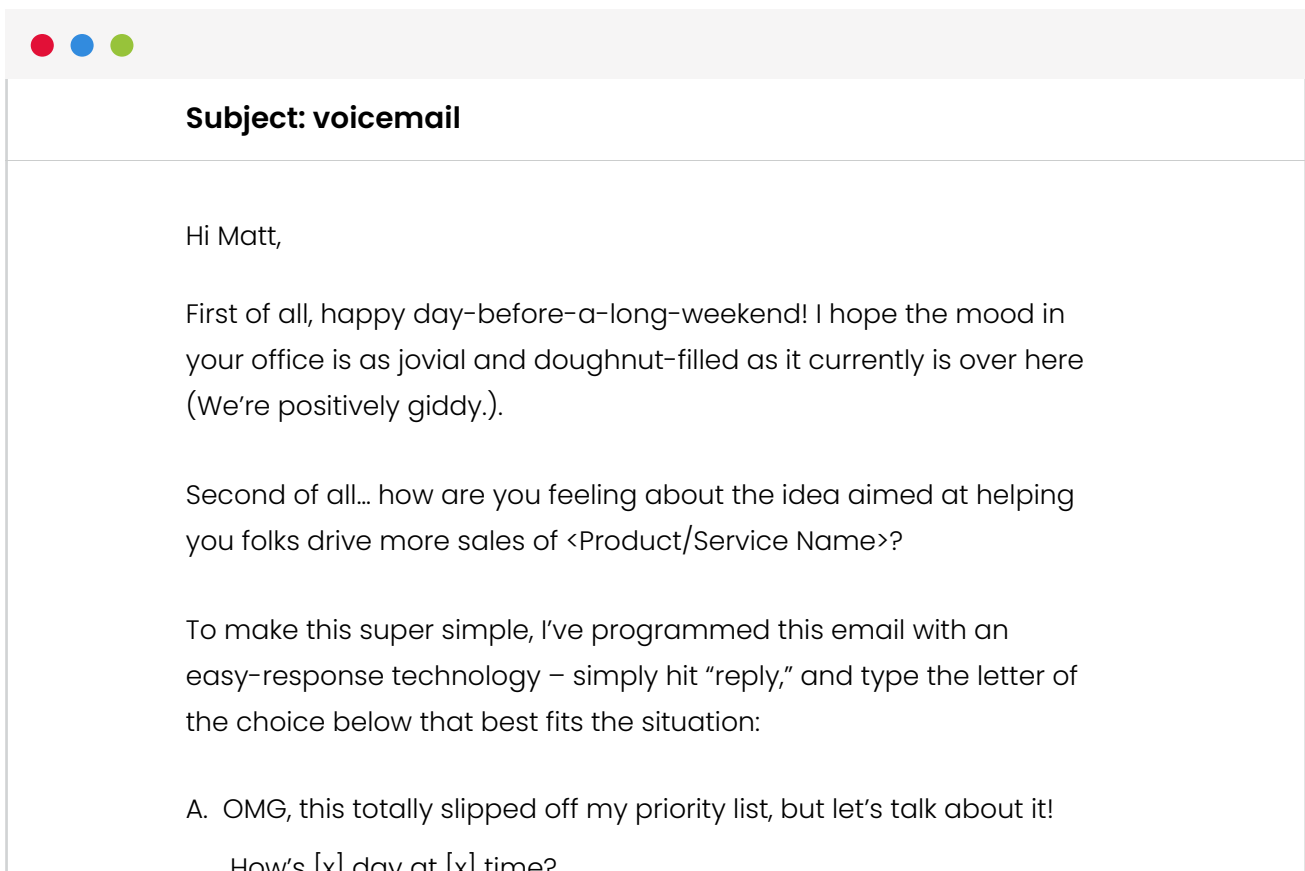 Subject: voicemail
Hi Matt,
First of all, happy day-before-a-long-weekend! I hope the mood in
your office is as jovial and doughnut-filled as it currently is over here
(We’re positively giddy.).
Second of all... how are you feeling about the idea aimed at helping
you folks drive more sales of <Product/Service Name>?
To make this super simple, I’ve programmed this email with an
easy-response technology – simply hit “reply,” and type the letter of
the choice below that best fits the situation:
A. OMG, this totally slipped off my priority list, but let’s talk about it!
How’s [x] day at [x] time?